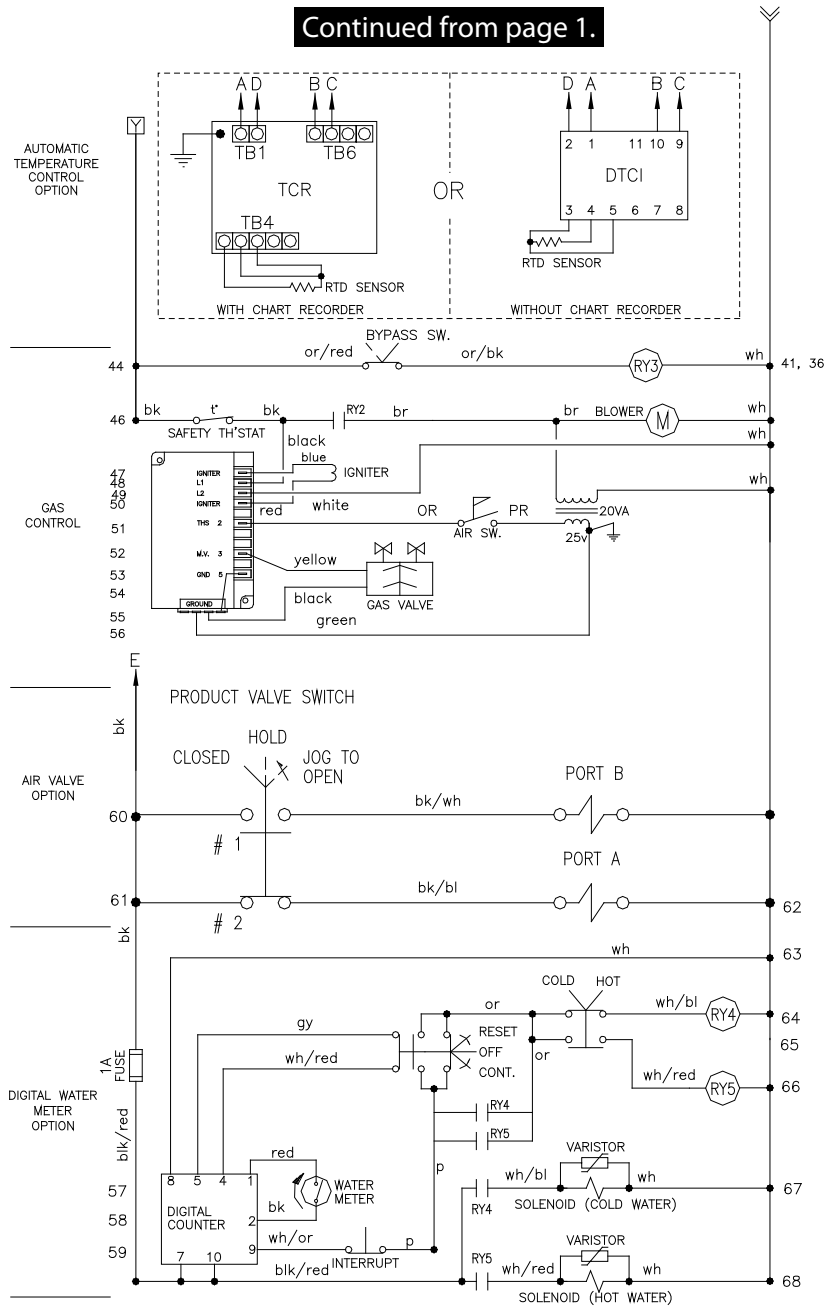 Continued from page 1.
AUTOMATIC
TEMPERATURE
CONTROL
OPTION
Y
A D B C
TB1 TB6
TCR
TB4
RTD SENSOR
WITH CHART RECORDER
OR
D A B C
2 1 11 10 9
DTCI
3 4 5 6 7 8
RTD SENSOR
WITHOUT CHART RECORDER
BYPASS SW.
44 or/red or/bk RY3 wh 41, 36
46 bk t° bk RY2 br br BLOWER M wh
SAFETY TH'STAT
black
wh
GAS
CONTROL
47 IGNITER blue IGNITER
48 L1
wh
49 L2
50 IGNITER red white
20VA
51 THS 2 OR AIR SW. PR
25v
52 M.V. 3
yellow
53 GND 5
54
black GAS VALVE
GROUND
55 green
56
E
bk
PRODUCT VALVE SWITCH
HOLD
CLOSED JOG TO
OPEN
AIR VALVE
OPTION
PORT B
60 bk/wh
# 1
PORT A
61 bk/bl 62
# 2
bk
wh 63
COLD HOT
or wh/bl RY4 64
gy RESET
65
wh/red OFF or
CONT.
1A
FUSE
wh/red RY5 66
DIGITAL WATER
METER
OPTION
RY4
RY5
blk/red
p
red
VARISTOR
8 5 4 1
57 WATER
METER
wh/bl wh 67
RY4 SOLENOID (COLD WATER)
58 DIGITAL
COUNTER 2 bk
59 9 wh/or p
INTERRUPT
VARISTOR
7 10
blk/red RY5 wh/red wh 68
SOLENOID (HOT WATER)